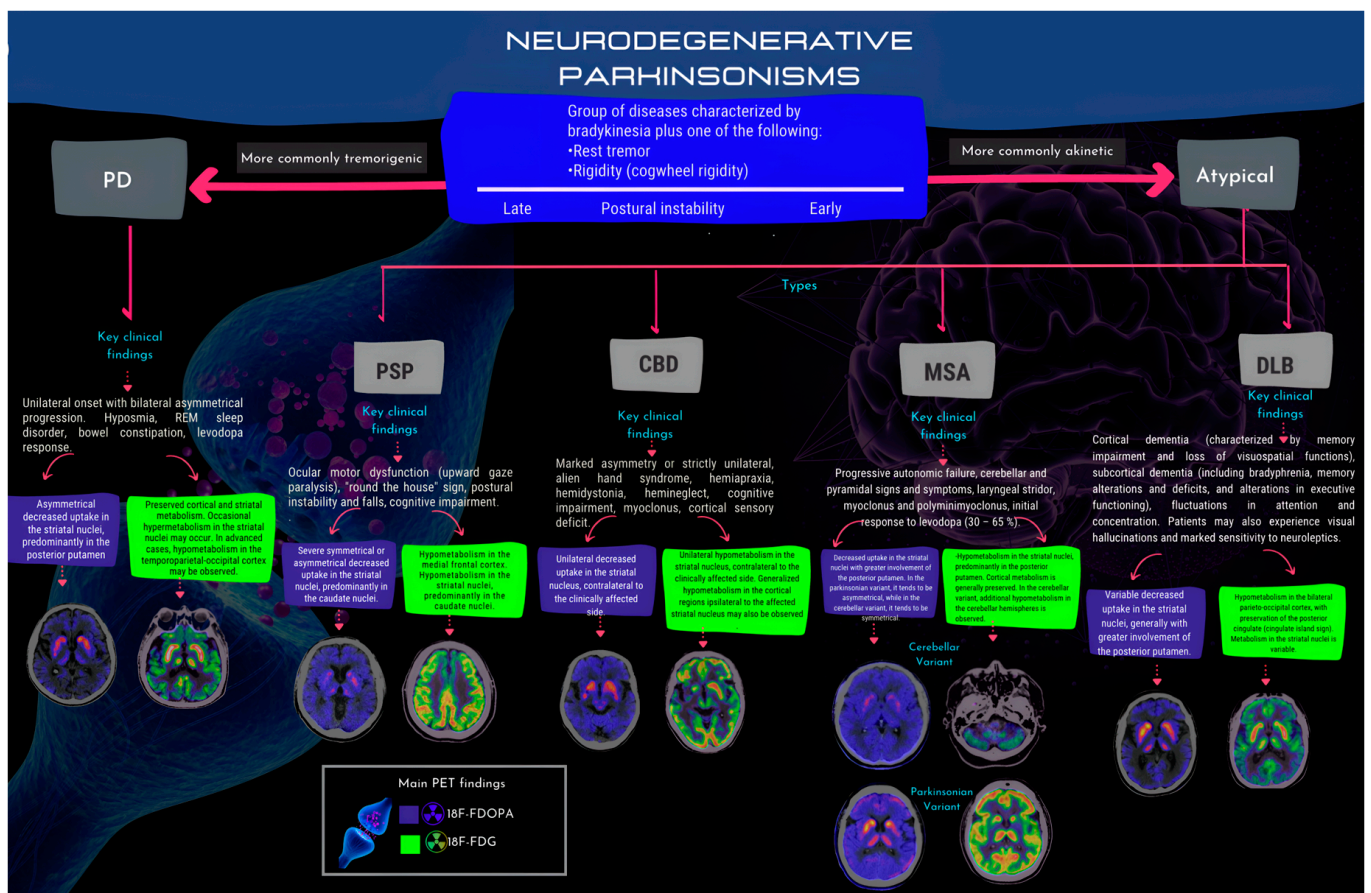 NEURODEGENERATIVE
PARKINSONISMS
Group of diseases characterized by
bradykinesia plus one of the following:
•Rest tremor
•Rigidity (cogwheel rigidity)
Late Postural instability Early
More commonly tremorigenic
More commonly akinetic
PD
Atypical
Types
Key clinical
findings
Unilateral onset with bilateral asymmetrical
progression. Hyposmia, REM sleep
disorder, bowel constipation, levodopa
response.
Asymmetrical
decreased uptake in
the striatal nuclei,
predominantly in the
posterior putamen
Preserved cortical and striatal
metabolism. Occasional
hypermetabolism in the striatal
nuclei may occur. In advanced
cases, hypometabolism in the
temporoparietal-occipital cortex
may be observed.
PSP
Key clinical
findings
Ocular motor dysfunction (upward gaze
paralysis), "round the house" sign, postural
instability and falls, cognitive impairment.
Severe symmetrical or
asymmetrical decreased
uptake in the striatal
nuclei, predominantly in
the caudate nuclei.
Hypometabolism in the
medial frontal cortex.
Hypometabolism in the
striatal nuclei,
predominantly in the
caudate nuclei.
CBD
Key clinical
findings
Marked asymmetry or strictly unilateral,
alien hand syndrome, hemiapraxia,
hemidystonia, hemineglect, cognitive
impairment, myoclonus, cortical sensory
deficit.
Unilateral decreased
uptake in the striatal
nucleus, contralateral to
the clinically affected
side.
Unilateral hypometabolism in the
striatal nucleus, contralateral to the
clinically affected side. Generalized
hypometabolism in the cortical
regions ipsilateral to the affected
striatal nucleus may also be observed
.
MSA
Key clinical
findings
Progressive autonomic failure, cerebellar and
pyramidal signs and symptoms, laryngeal stridor,
myoclonus and polyminimyoclonus, initial
response to levodopa (30 – 65 %).
Decreased uptake in the striatal
nuclei with greater involvement of
the posterior putamen. In the
parkinsonian variant, it tends to be
asymmetrical, while in the
cerebellar variant, it tends to be
symmetrical.
-Hypometabolism in the striatal nuclei,
predominantly in the posterior
putamen. Cortical metabolism is
generally preserved. In the cerebellar
variant, additional hypometabolism in
the cerebellar hemispheres is
observed.
Cerebellar
Variant
Parkinsonian
Variant
DLB
Key clinical
findings
Cortical dementia (characterized by memory
impairment and loss of visuospatial functions),
subcortical dementia (including bradyphrenia, memory
alterations and deficits, and alterations in executive
functioning), fluctuations in attention and
concentration. Patients may also experience visual
hallucinations and marked sensitivity to neuroleptics.
Variable decreased
uptake in the striatal
nuclei, generally with
greater involvement of
the posterior putamen.
Hypometabolism in the bilateral
parieto-occipital cortex, with
preservation of the posterior
cingulate (cingulate island sign).
Metabolism in the striatal nuclei is
variable.
Main PET findings
18F-FDOPA
18F-FDG